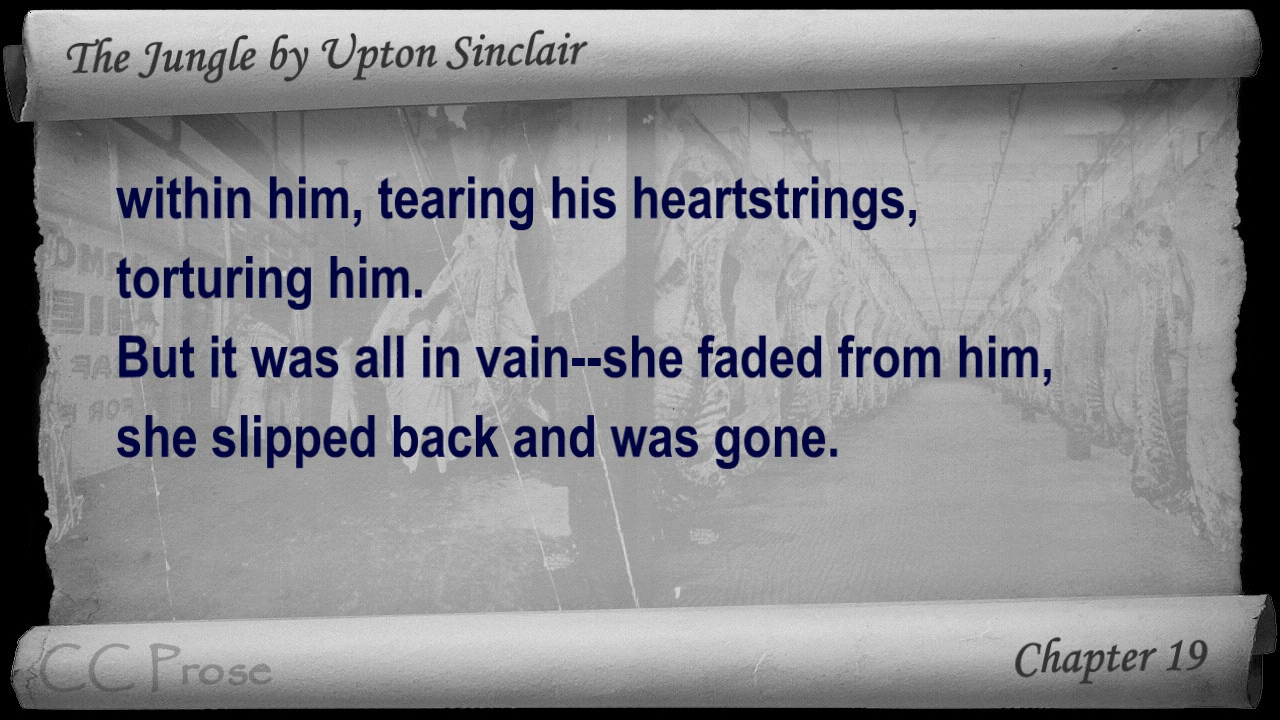 The Jungle by Upton Sinclair
within him, tearing his heartstrings,
torturing him.
But it was all in vain--she faded from him,
she slipped back and was gone.
CC Prose
Chapter 19